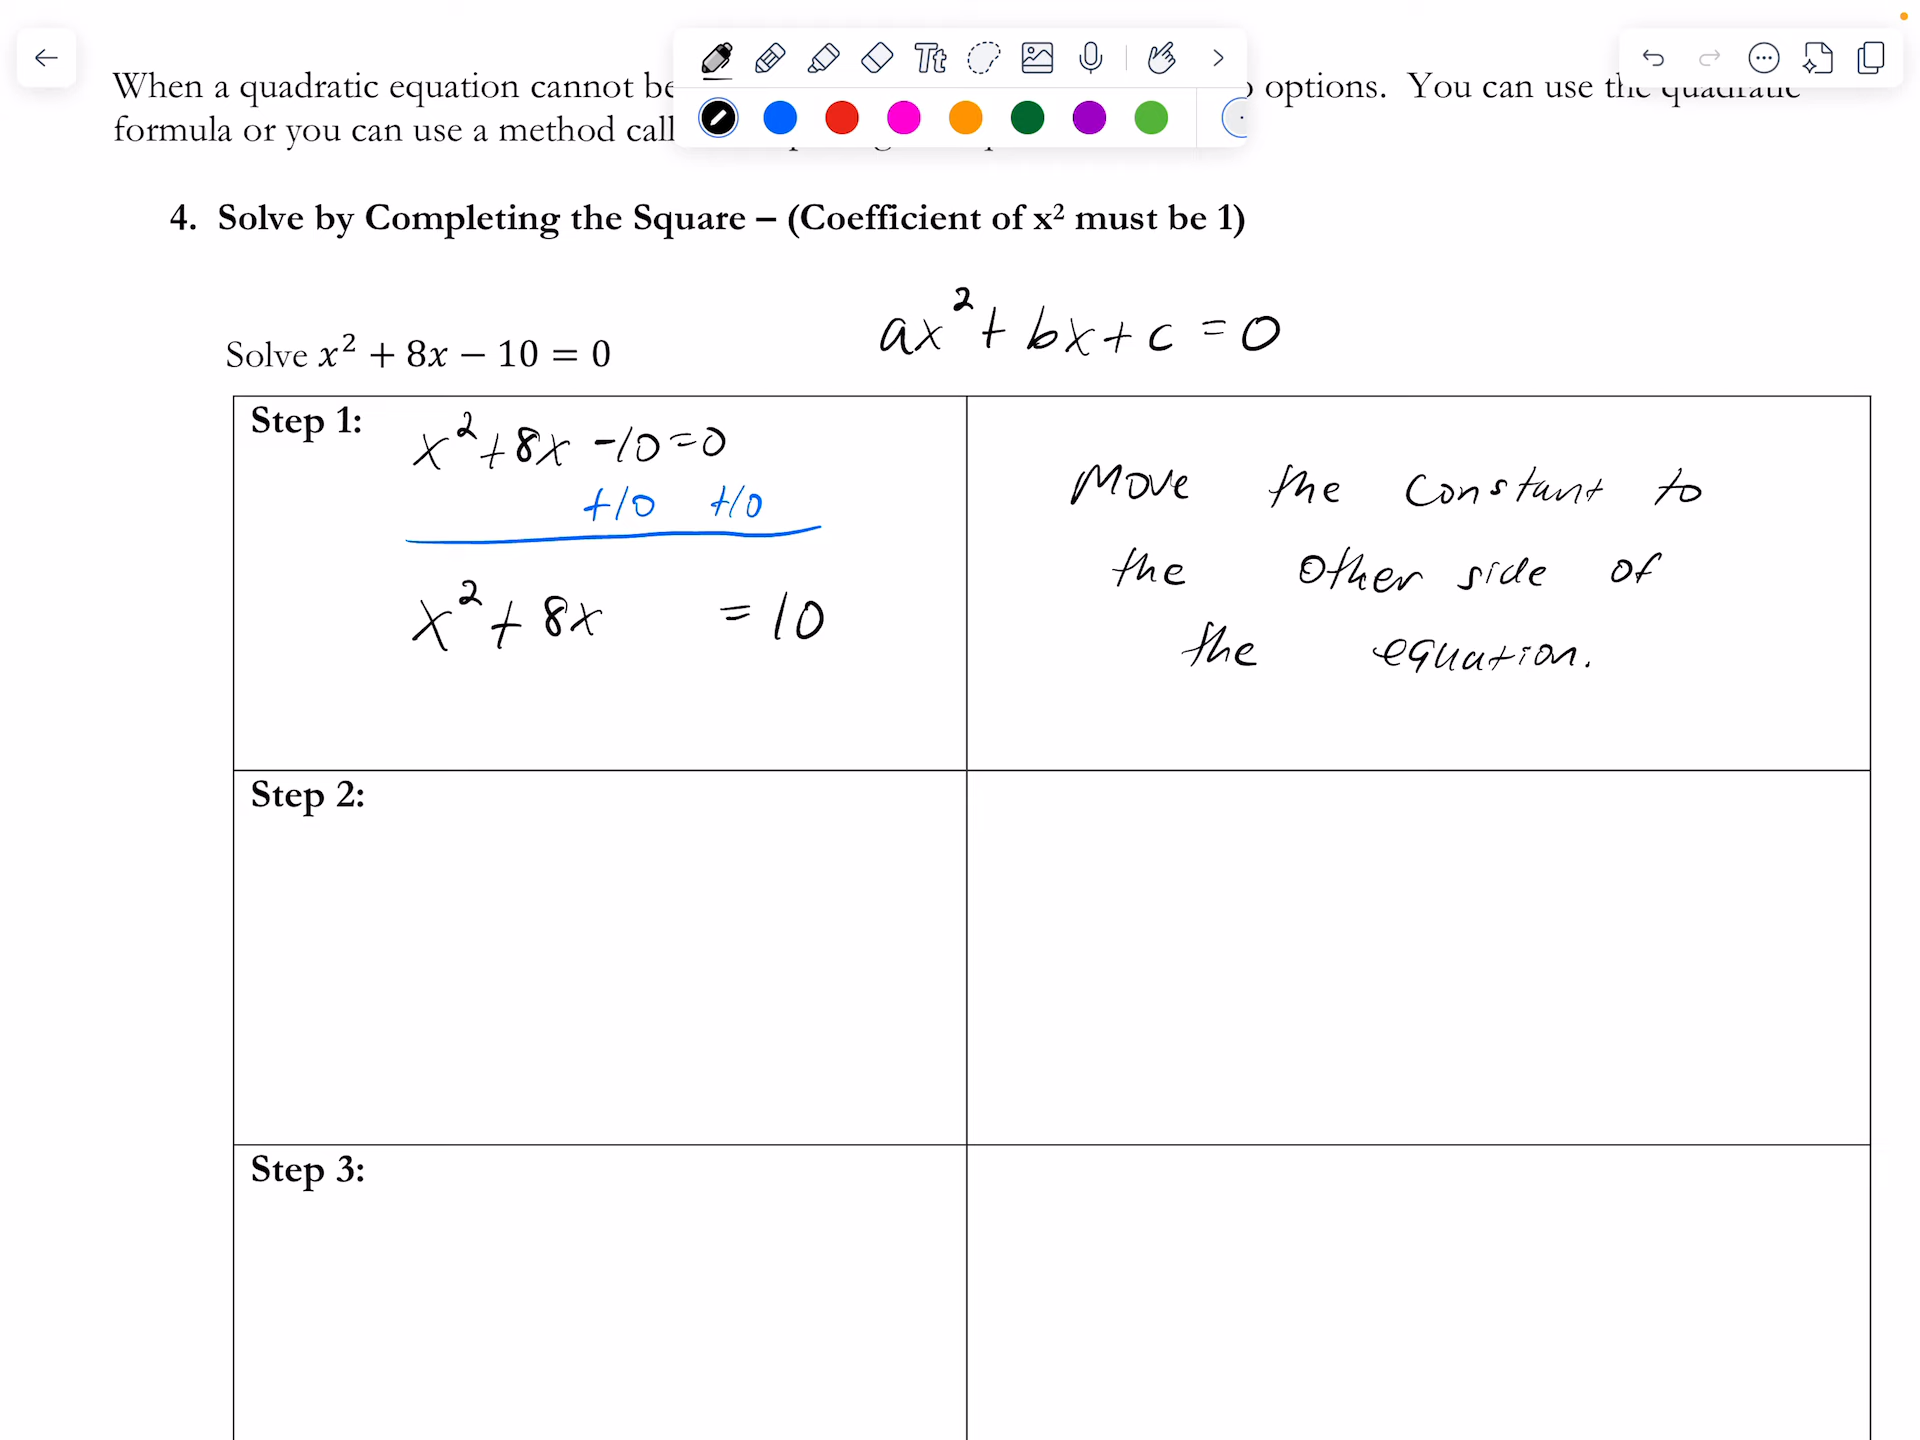 When a quadratic equation cannot be options. You can use the quadratic
formula or you can use a method call
4. Solve by Completing the Square – (Coefficient of x² must be 1)
ax² + bx + c = 0
Solve x² + 8x − 10 = 0
Step 1:
x² + 8x - 10 = 0
+10 +10
x² + 8x = 10
Move the constant to
the other side of
the equation.
Step 2:
Step 3:
Tt